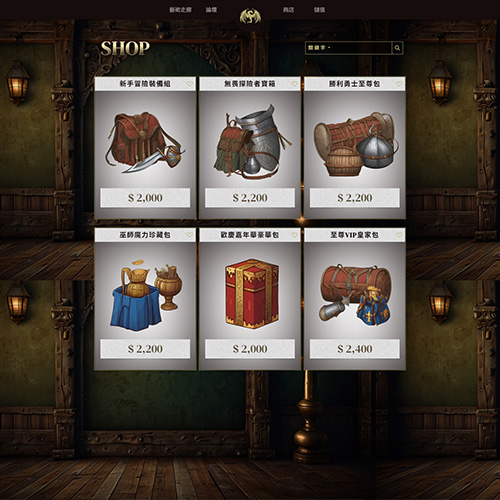 藝術走廊 論壇 商店 儲值
SHOP
關鍵字。
新手冒險裝備組 無畏探險者寶箱 勝利勇士至尊包
$ 2,000 $ 2,200 $ 2,200
巫師魔力珍藏包 歡慶嘉年華豪華包 至尊VIP皇家包
$ 2,200 $ 2,000 $ 2,400